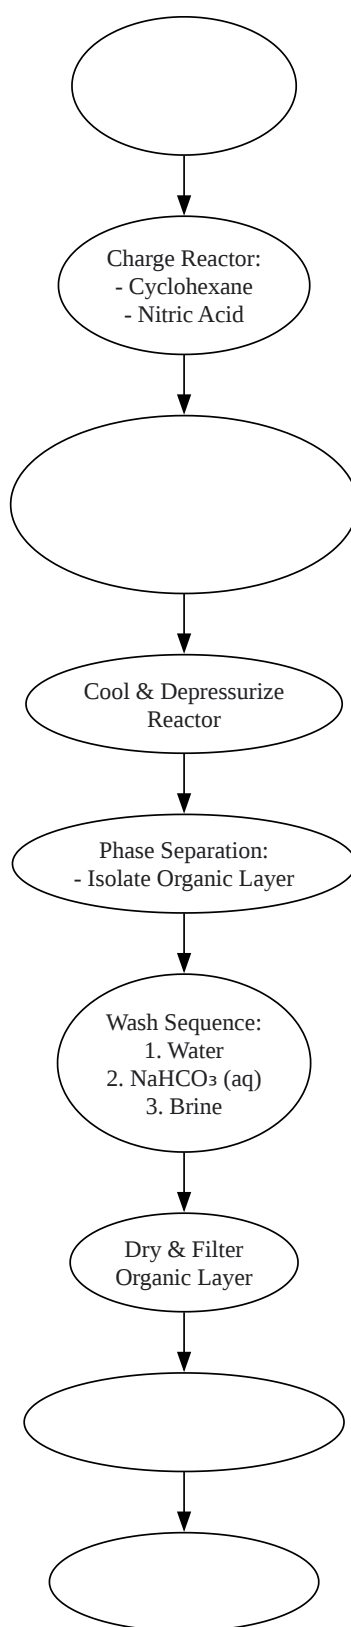 Charge Reactor:
- Cyclohexane
- Nitric Acid
Cool & Depressurize
Reactor
Phase Separation:
- Isolate Organic Layer
Wash Sequence:
1. Water
2. NaHCO₃ (aq)
3. Brine
Dry & Filter
Organic Layer